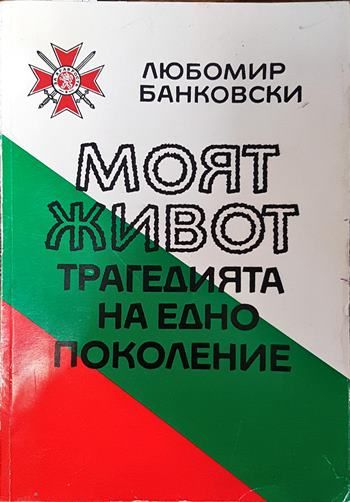 ЛЮБОМИР
БАНКОВСКИ
МОЯТ
ЖИВОТ
ТРАГЕДИЯТА
НА ЕДНО
ПОКОЛЕНИЕ